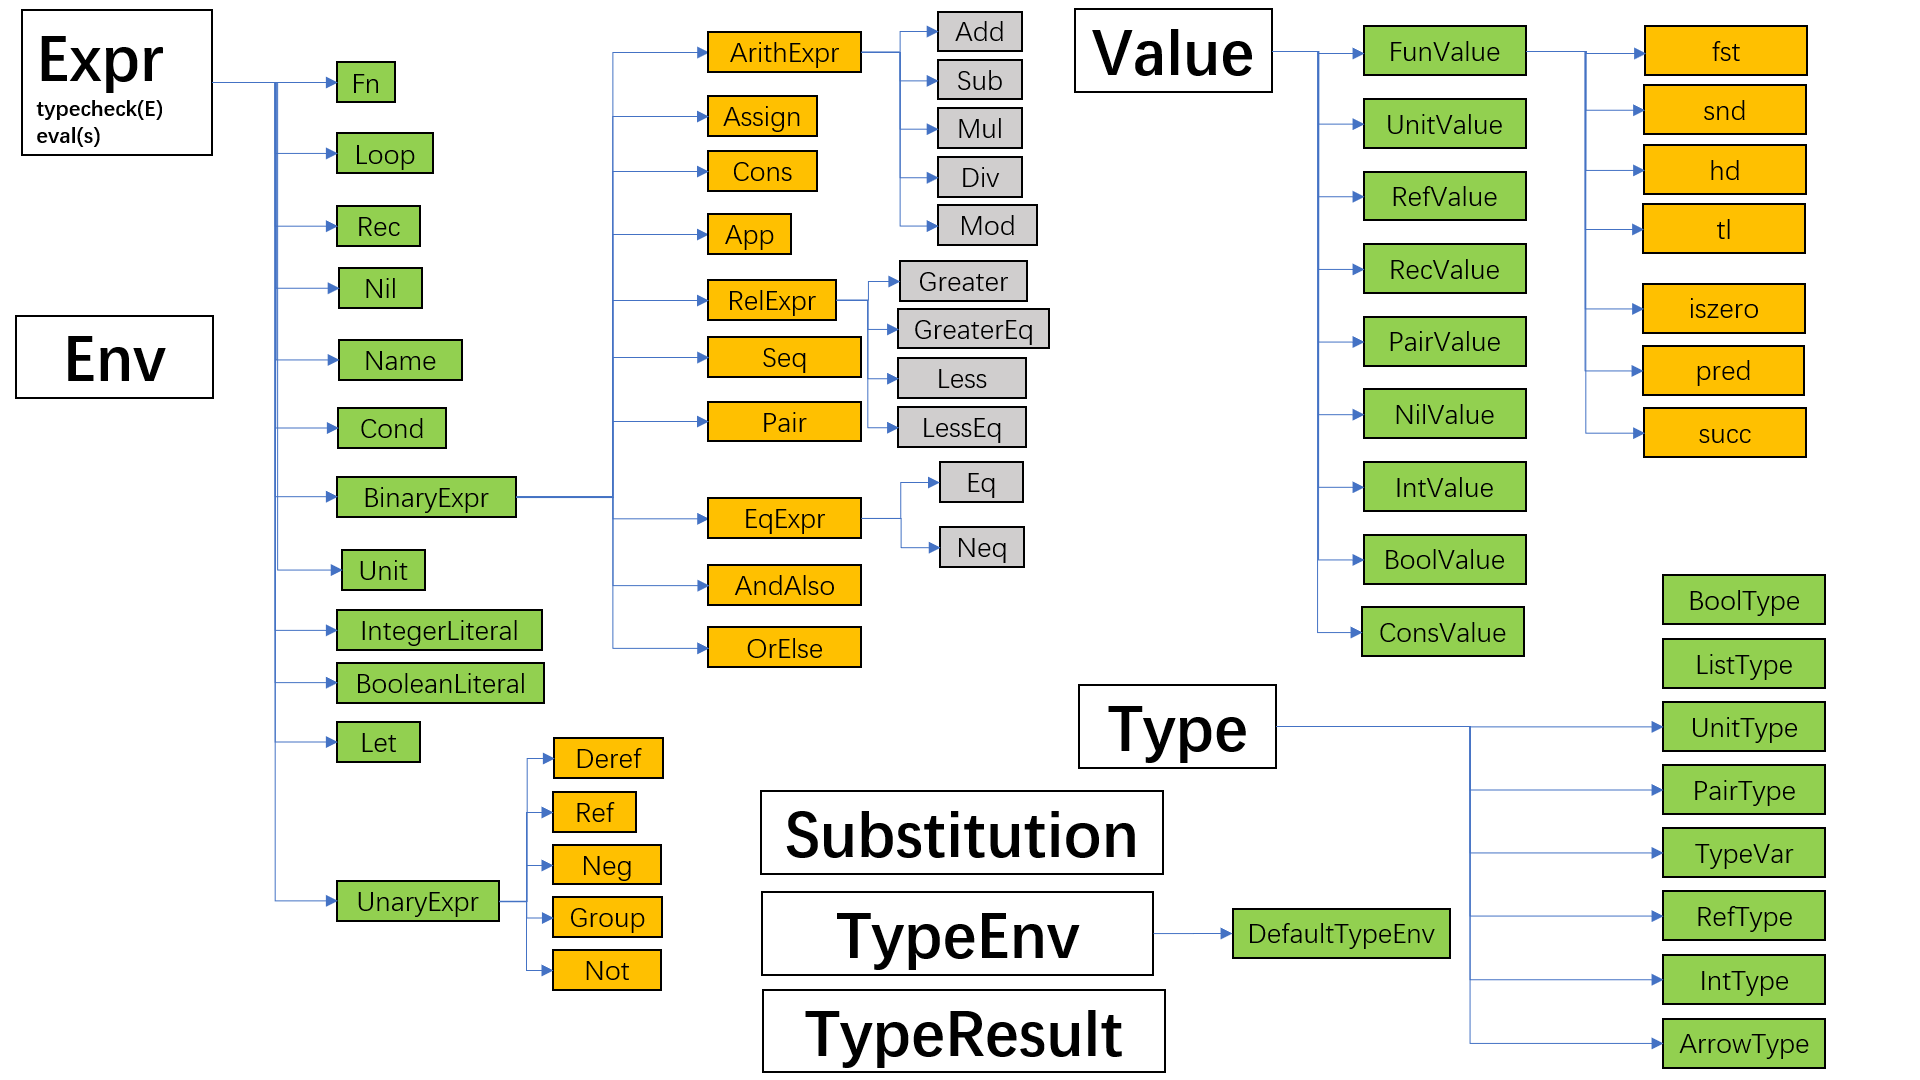 Expr
typecheck(E)
eval(s)
Env
Fn
Loop
Rec
Nil
Name
Cond
BinaryExpr
Unit
IntegerLiteral
BooleanLiteral
Let
UnaryExpr
Deref
Ref
Neg
Group
Not
ArithExpr
Assign
Cons
App
RelExpr
Seq
Pair
EqExpr
AndAlso
OrElse
Add
Sub
Mul
Div
Mod
Greater
GreaterEq
Less
LessEq
Eq
Neq
Value
FunValue
UnitValue
RefValue
RecValue
PairValue
NilValue
IntValue
BoolValue
ConsValue
fst
snd
hd
tl
iszero
pred
succ
Type
BoolType
ListType
UnitType
PairType
TypeVar
RefType
IntType
ArrowType
Substitution
TypeEnv
DefaultTypeEnv
TypeResult